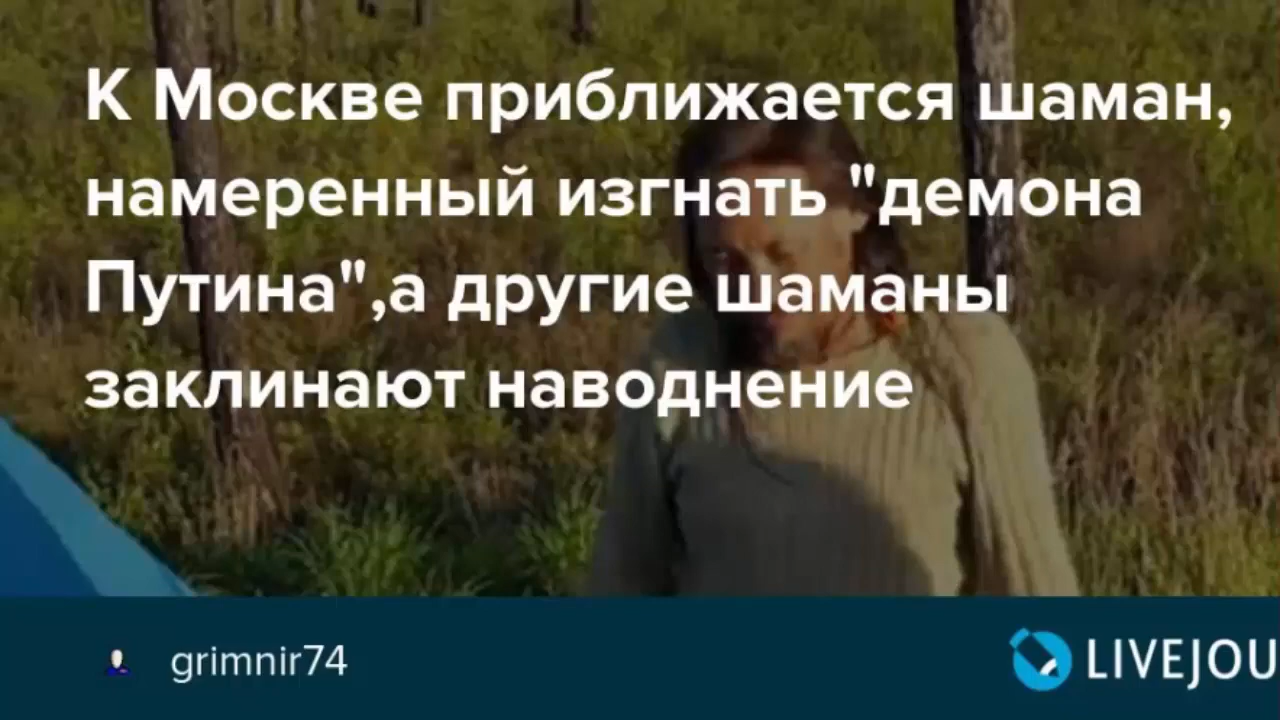 К Москве приближается шаман,
намеренный изгнать "демона
Путина",а другие шаманы
заклинают наводнение
grimnir74
LIVEJOU